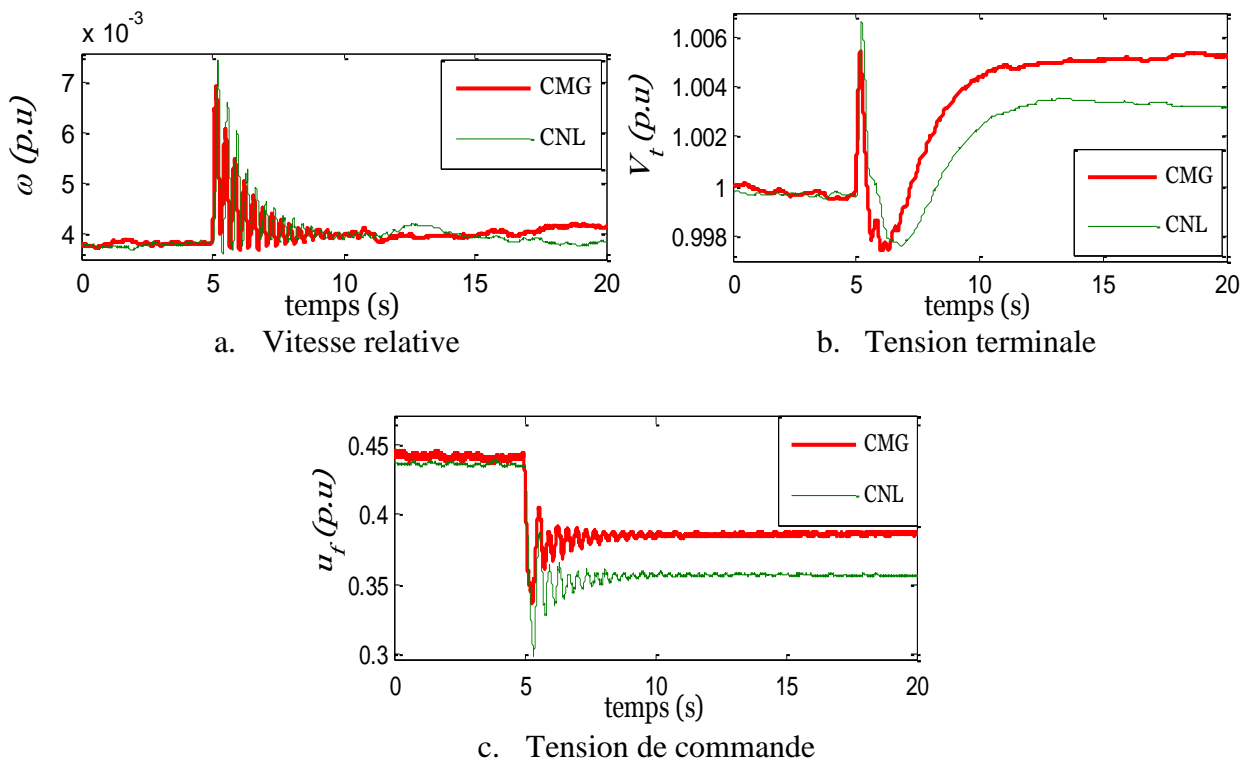 x 10⁻³
7
6
5
4
ω (p.u)
0 5 10 15 20
temps (s)
CMG
CNL
a. Vitesse relative
1.006
1.004
1.002
1
0.998
V_t (p.u)
0 5 10 15 20
temps (s)
CMG
CNL
b. Tension terminale
0.45
0.4
0.35
0.3
u_f (p.u)
0 5 10 15 20
temps (s)
CMG
CNL
c. Tension de commande